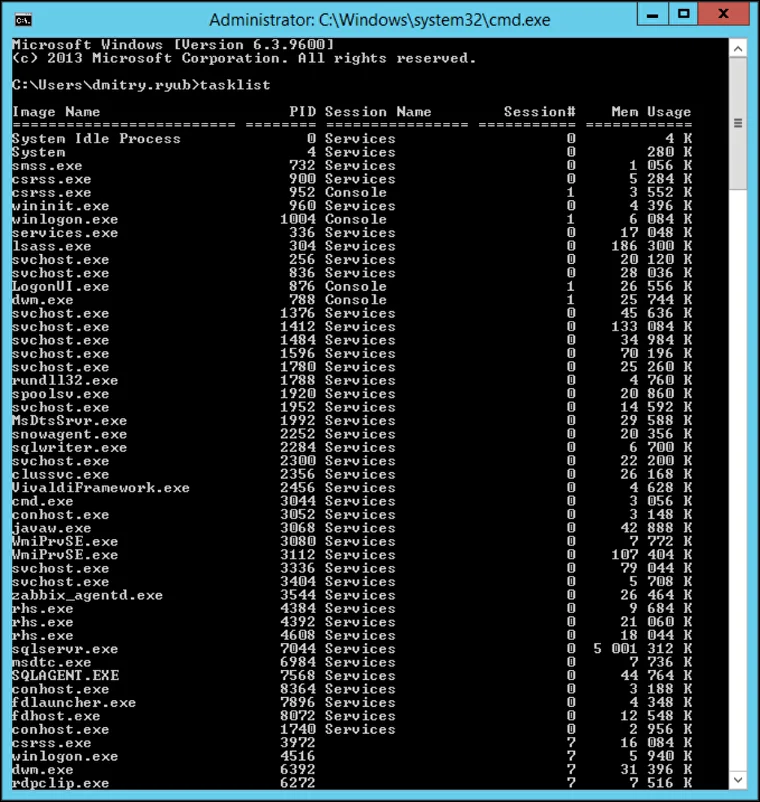 Administrator: C:\Windows\system32\cmd.exe
Microsoft Windows [Version 6.3.9600]
(c) 2013 Microsoft Corporation. All rights reserved.
C:\Users\dmitry.ryub>tasklist
Image Name                     PID Session Name        Session#    Mem Usage
========================= ======== ================ =========== ============
System Idle Process              0 Services                   0          4 K
System                           4 Services                   0        280 K
smss.exe                       732 Services                   0      1 056 K
csrss.exe                      900 Services                   0      5 284 K
csrss.exe                      952 Console                    1      3 552 K
wininit.exe                    960 Services                   0      4 396 K
winlogon.exe                  1004 Console                    1      6 084 K
services.exe                   336 Services                   0     17 048 K
lsass.exe                      304 Services                   0    186 300 K
svchost.exe                    256 Services                   0     20 120 K
svchost.exe                    836 Services                   0     28 036 K
LogonUI.exe                    876 Console                    1     26 556 K
dwm.exe                        788 Console                    1     25 744 K
svchost.exe                   1376 Services                   0     45 636 K
svchost.exe                   1412 Services                   0    133 084 K
svchost.exe                   1484 Services                   0     34 984 K
svchost.exe                   1596 Services                   0     70 196 K
svchost.exe                   1780 Services                   0     25 260 K
rundll32.exe                  1788 Services                   0      4 760 K
spoolsv.exe                   1920 Services                   0     20 860 K
svchost.exe                   1952 Services                   0     14 592 K
MsDtsSrvr.exe                 1992 Services                   0     29 588 K
snowagent.exe                 2252 Services                   0     20 356 K
sqlwriter.exe                 2284 Services                   0      6 700 K
svchost.exe                   2300 Services                   0     22 200 K
clussvc.exe                   2356 Services                   0     26 168 K
VivaldiFramework.exe          2456 Services                   0      4 628 K
cmd.exe                       3044 Services                   0      3 056 K
conhost.exe                   3052 Services                   0      3 148 K
javaw.exe                     3068 Services                   0     42 888 K
WmiPrvSE.exe                  3080 Services                   0      7 772 K
WmiPrvSE.exe                  3112 Services                   0    107 404 K
svchost.exe                   3336 Services                   0     79 044 K
svchost.exe                   3404 Services                   0      5 708 K
zabbix_agentd.exe             3544 Services                   0     26 464 K
rhs.exe                       4384 Services                   0      9 684 K
rhs.exe                       4392 Services                   0     21 060 K
rhs.exe                       4608 Services                   0     18 044 K
sqlservr.exe                  7044 Services                   0  5 001 312 K
msdtc.exe                     6984 Services                   0      7 736 K
SQLAGENT.EXE                  7568 Services                   0     44 764 K
conhost.exe                   8364 Services                   0      3 188 K
fdlauncher.exe                7896 Services                   0      4 348 K
fdhost.exe                    8072 Services                   0     12 548 K
conhost.exe                   1740 Services                   0      2 956 K
csrss.exe                     3972                            7     16 084 K
winlogon.exe                  4516                            7      5 940 K
dwm.exe                       6392                            7     31 396 K
rdpclip.exe                   6272                            7      7 516 K